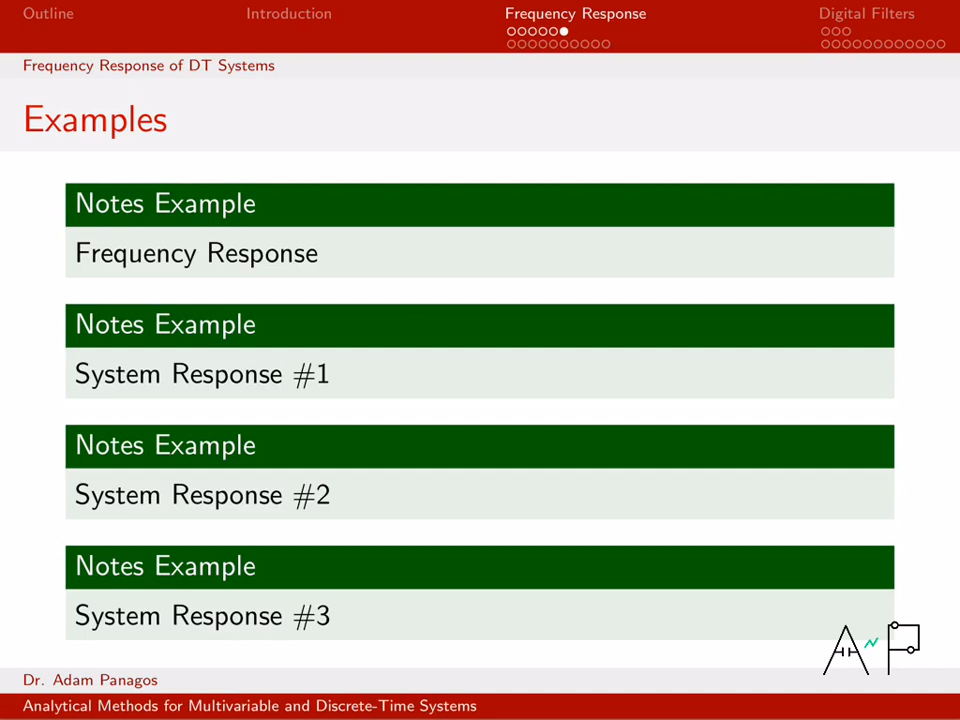 Outline
Introduction
Frequency Response
Digital Filters
Frequency Response of DT Systems
Examples
Notes Example
Frequency Response
Notes Example
System Response #1
Notes Example
System Response #2
Notes Example
System Response #3
AP
Dr. Adam Panagos
Analytical Methods for Multivariable and Discrete-Time Systems